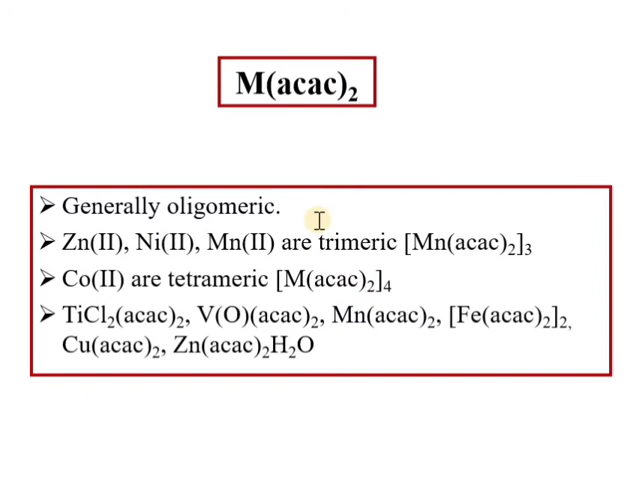 M(acac)₂
➢ Generally oligomeric.
➢ Zn(II), Ni(II), Mn(II) are trimeric [Mn(acac)₂]₃
➢ Co(II) are tetrameric [M(acac)₂]₄
➢ TiCl₂(acac)₂, V(O)(acac)₂, Mn(acac)₂, [Fe(acac)₂]₂,
Cu(acac)₂, Zn(acac)₂H₂O